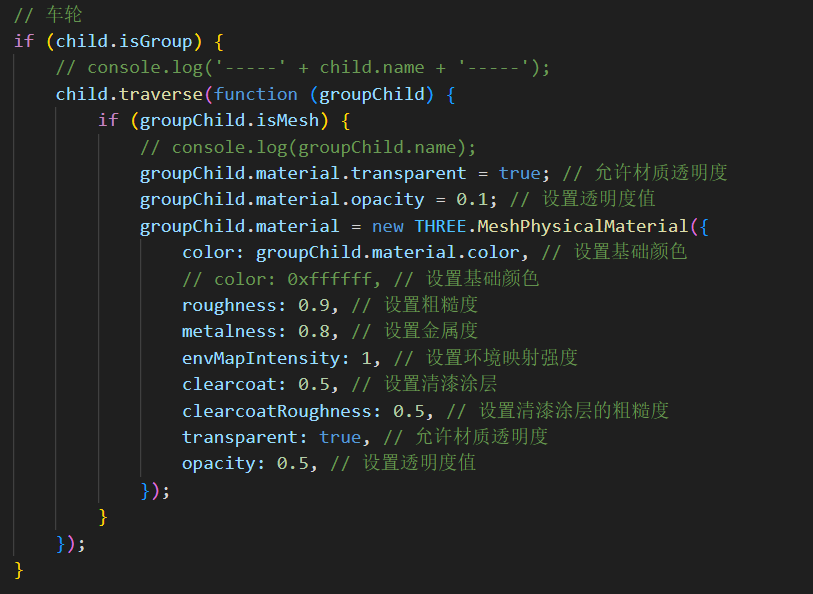 // 车轮
if (child.isGroup) {
    // console.log('-----' + child.name + '-----');
    child.traverse(function (groupChild) {
        if (groupChild.isMesh) {
            // console.log(groupChild.name);
            groupChild.material.transparent = true; // 允许材质透明度
            groupChild.material.opacity = 0.1; // 设置透明度值
            groupChild.material = new THREE.MeshPhysicalMaterial({
                color: groupChild.material.color, // 设置基础颜色
                // color: 0xffffff, // 设置基础颜色
                roughness: 0.9, // 设置粗糙度
                metalness: 0.8, // 设置金属度
                envMapIntensity: 1, // 设置环境映射强度
                clearcoat: 0.5, // 设置清漆涂层
                clearcoatRoughness: 0.5, // 设置清漆涂层的粗糙度
                transparent: true, // 允许材质透明度
                opacity: 0.5, // 设置透明度值
            });
        }
    });
}